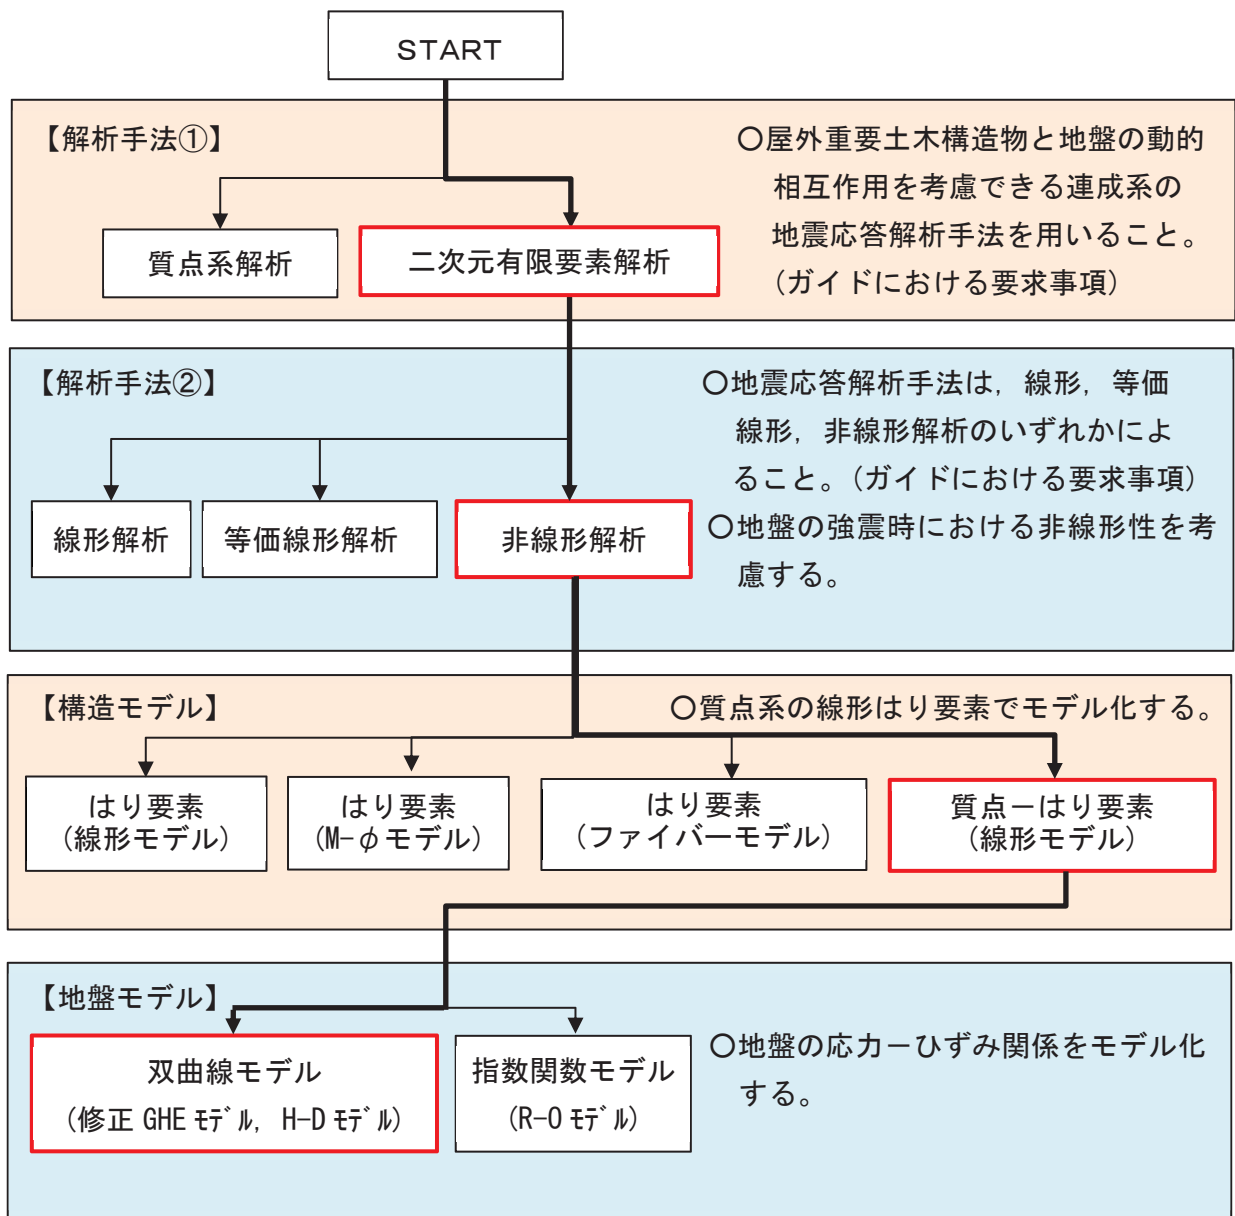 START
【解析手法①】
○屋外重要土木構造物と地盤の動的
相互作用を考慮できる連成系の
地震応答解析手法を用いること。
(ガイドにおける要求事項)
質点系解析
二次元有限要素解析
【解析手法②】
○地震応答解析手法は，線形，等価
線形，非線形解析のいずれかによ
ること。(ガイドにおける要求事項)
○地盤の強震時における非線形性を考
慮する。
線形解析
等価線形解析
非線形解析
【構造モデル】
○質点系の線形はり要素でモデル化する。
はり要素
(線形モデル)
はり要素
(M-φモデル)
はり要素
(ファイバーモデル)
質点－はり要素
(線形モデル)
【地盤モデル】
双曲線モデル
(修正 GHE ﾓﾃﾞﾙ，H-D ﾓﾃﾞﾙ)
指数関数モデル
(R-O ﾓﾃﾞﾙ)
○地盤の応力－ひずみ関係をモデル化
する。